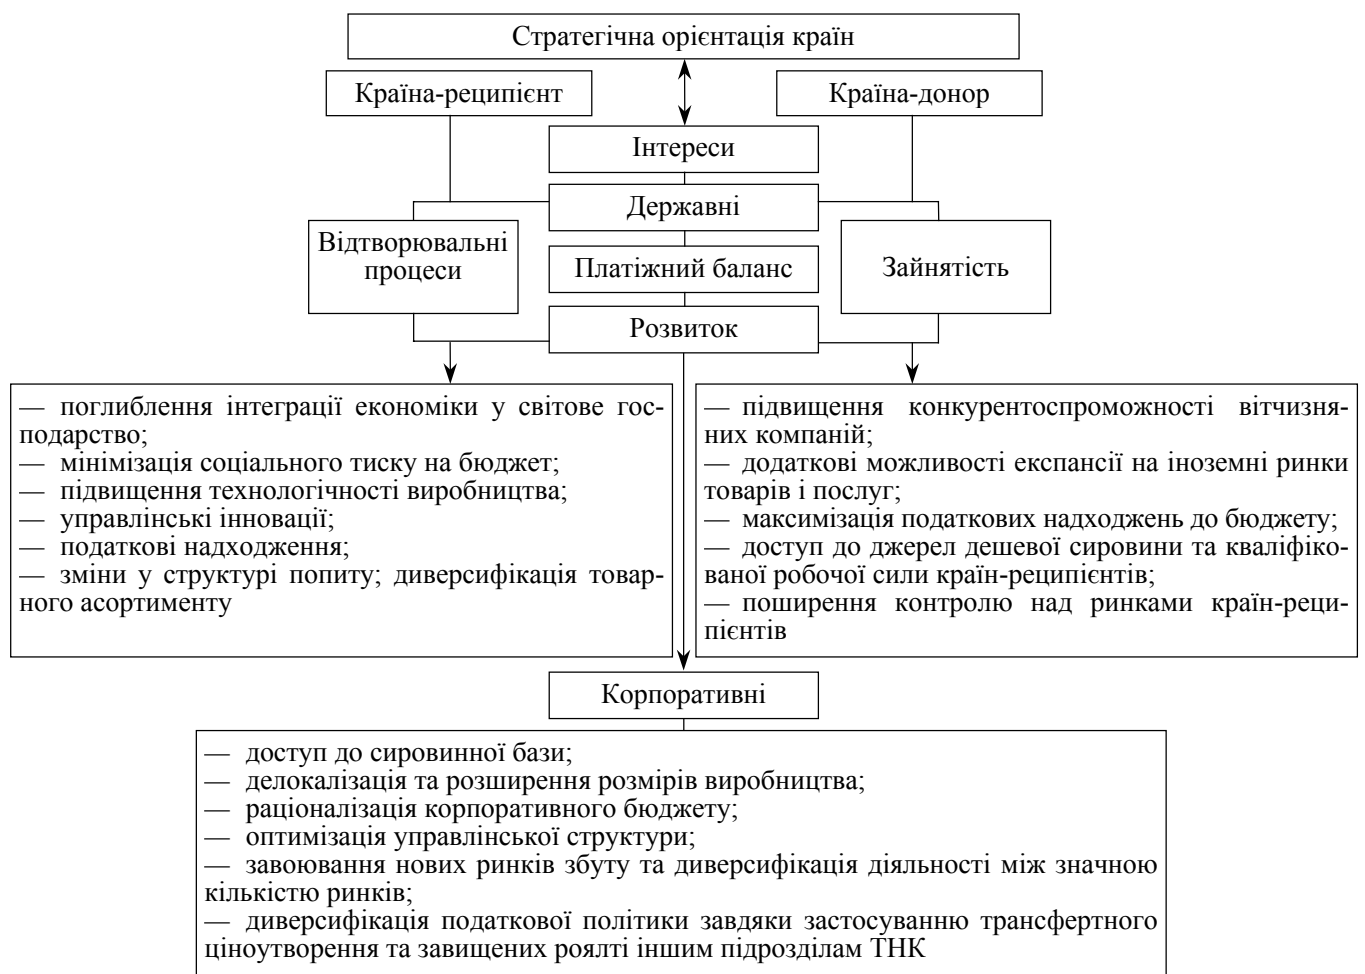 Стратегічна орієнтація країн
Країна-реципієнт
Країна-донор
Інтереси
Державні
Відтворювальні
процеси
Платіжний баланс
Зайнятість
Розвиток
— поглиблення інтеграції економіки у світове гос-
подарство;
— мінімізація соціального тиску на бюджет;
— підвищення технологічності виробництва;
— управлінські інновації;
— податкові надходження;
— зміни у структурі попиту; диверсифікація товар-
ного асортименту
— підвищення конкурентоспроможності вітчизня-
них компаній;
— додаткові можливості експансії на іноземні ринки
товарів і послуг;
— максимізація податкових надходжень до бюджету;
— доступ до джерел дешевої сировини та кваліфіко-
ваної робочої сили країн-реципієнтів;
— поширення контролю над ринками країн-реци-
пієнтів
Корпоративні
— доступ до сировинної бази;
— делокалізація та розширення розмірів виробництва;
— раціоналізація корпоративного бюджету;
— оптимізація управлінської структури;
— завоювання нових ринків збуту та диверсифікація діяльності між значною
кількістю ринків;
— диверсифікація податкової політики завдяки застосуванню трансфертного
ціноутворення та завищених роялті іншим підрозділам ТНК